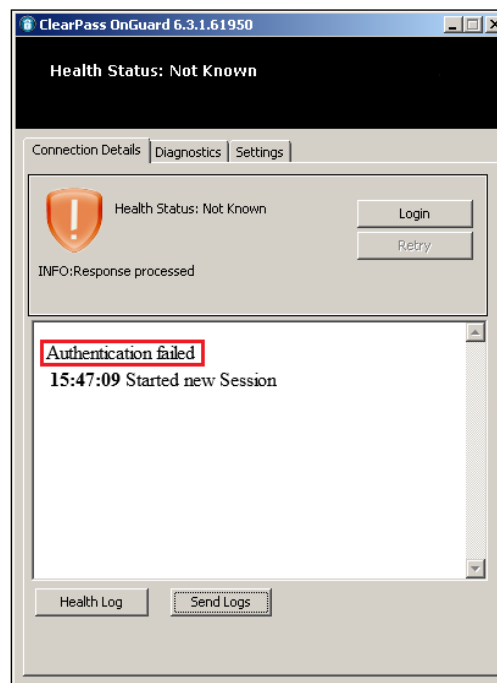 ClearPass OnGuard 6.3.1.61950
Health Status: Not Known
Connection Details Diagnostics Settings
Health Status: Not Known
Login
Retry
INFO:Response processed
Authentication failed
15:47:09 Started new Session
Health Log Send Logs